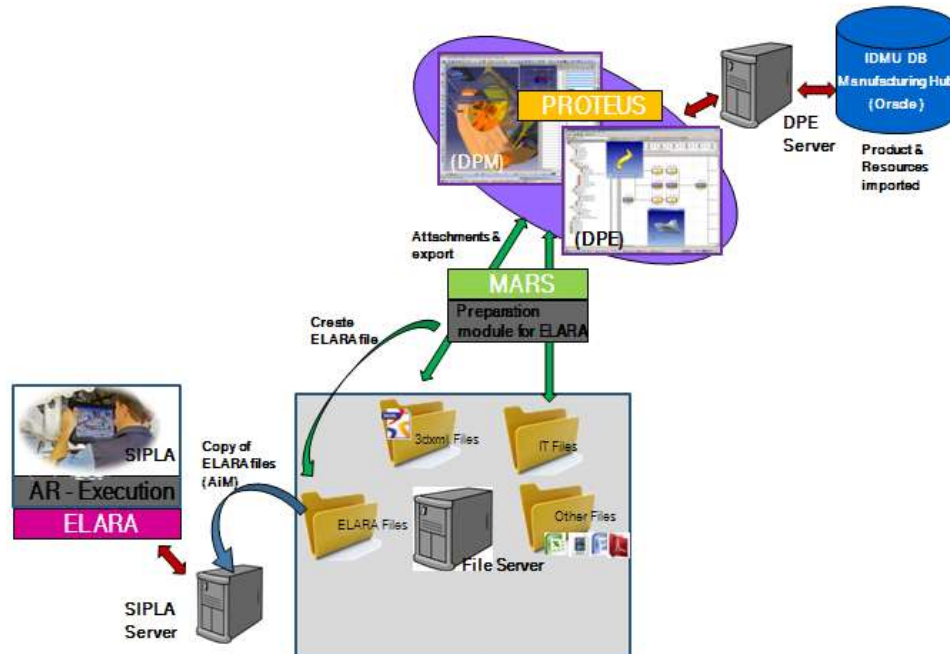 IDMU DB
Manufacturing Hub
(Oracle)
PROTEUS
(DPM)
DPE
Server
Product &
Resources
imported
(DPE)
Attachments &
export
MARS
Preparation
module for ELARA
Create
ELARA file
SIPLA
AR - Execution
ELARA
Copy of
ELARA files
(AiM)
3dxml Files
IT Files
ELARA Files
Other Files
File Server
SIPLA
Server